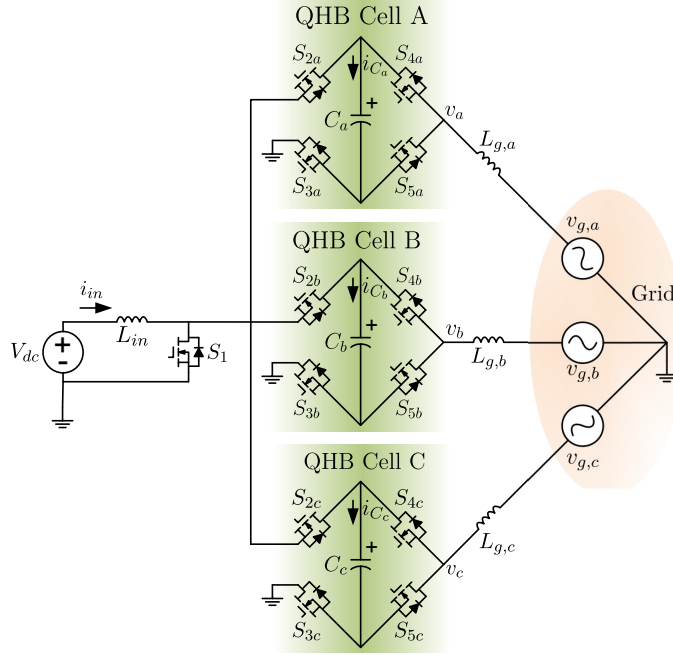 QHB Cell A
S2a
iCa
S4a
+
Ca
va
S3a
S5a
Lg,a
vg,a
QHB Cell B
S2b
iCb
S4b
+
Cb
vb
S3b
S5b
Lg,b
vg,b
Grid
iin
Lin
Vdc
+
-
S1
QHB Cell C
S2c
iCc
S4c
+
Cc
vc
S3c
S5c
Lg,c
vg,c